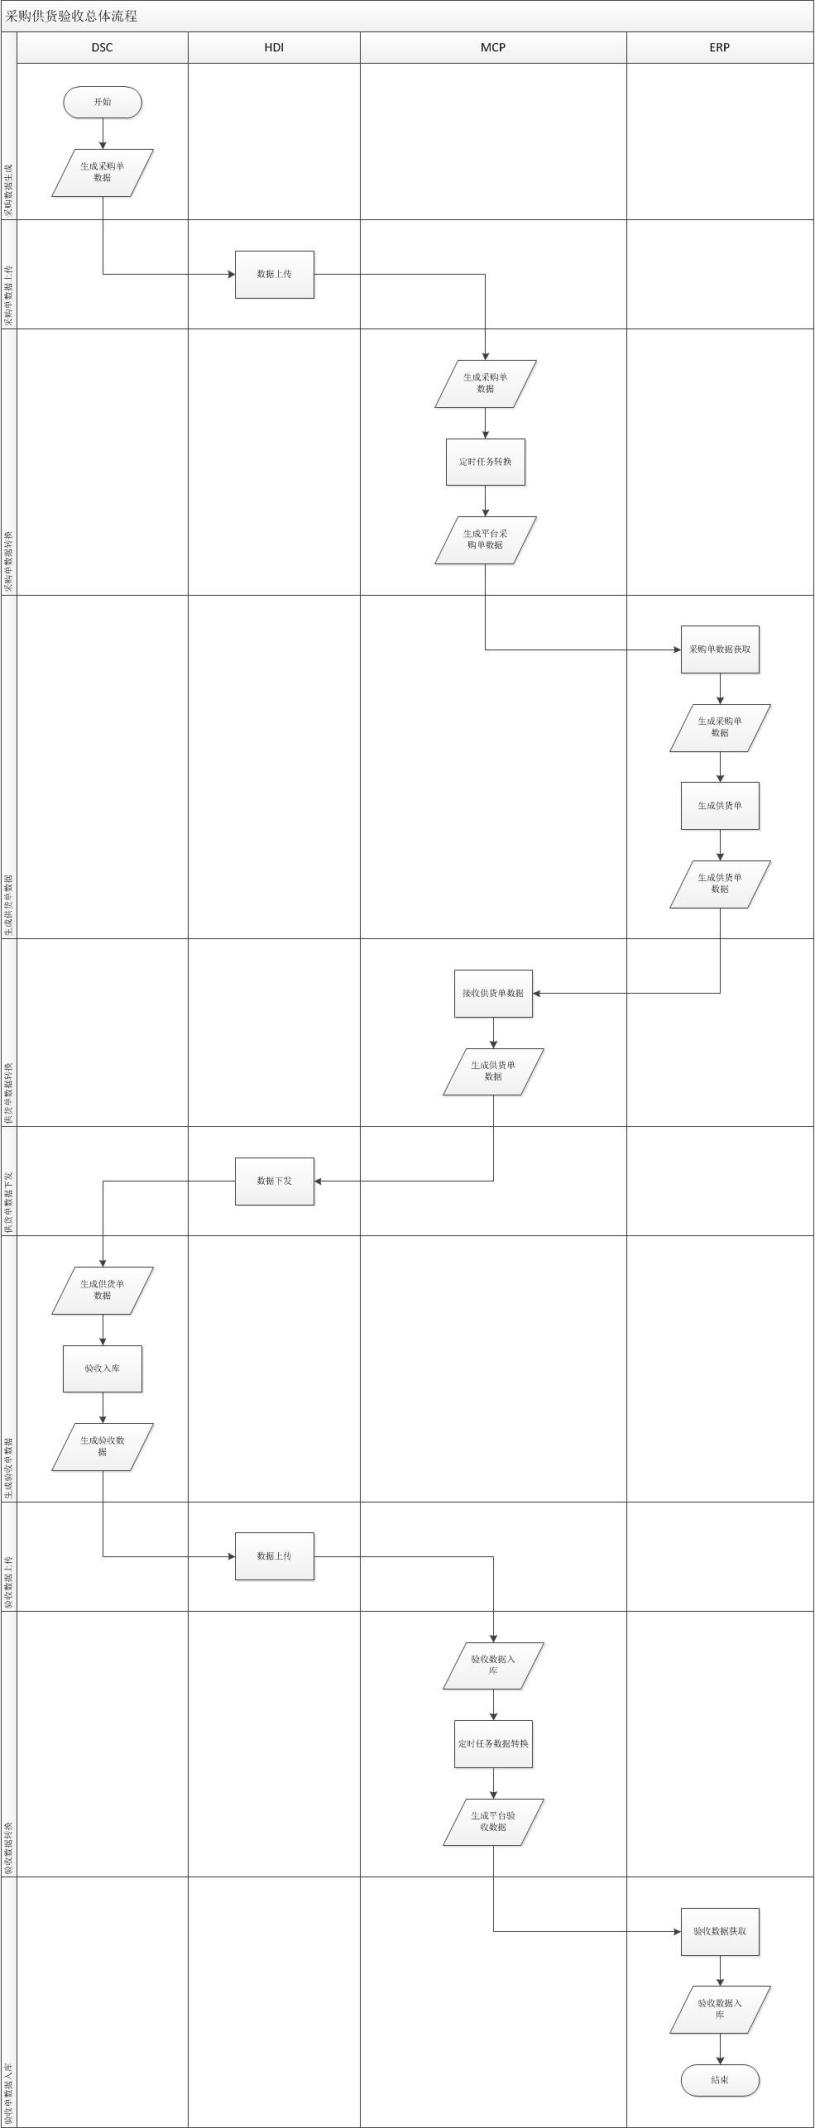 采购供货验收总体流程
DSC
HDI
MCP
ERP
采购数据生成
开始
生成采购单
数据
采购单数据上传
数据上传
采购单数据转换
生成采购单
数据
定时任务转换
生成平台采
购单数据
生成供货单数据
采购单数据获取
生成采购单
数据
生成供货单
生成供货单
数据
供货单数据转换
接收供货单数据
生成供货单
数据
供货单数据下发
数据下发
生成验收单数据
生成供货单
数据
验收入库
生成验收数
据
验收数据上传
数据上传
验收数据转换
验收数据入
库
定时任务数据转换
生成平台验
收数据
验收单数据入库
验收数据获取
验收数据入
库
结束